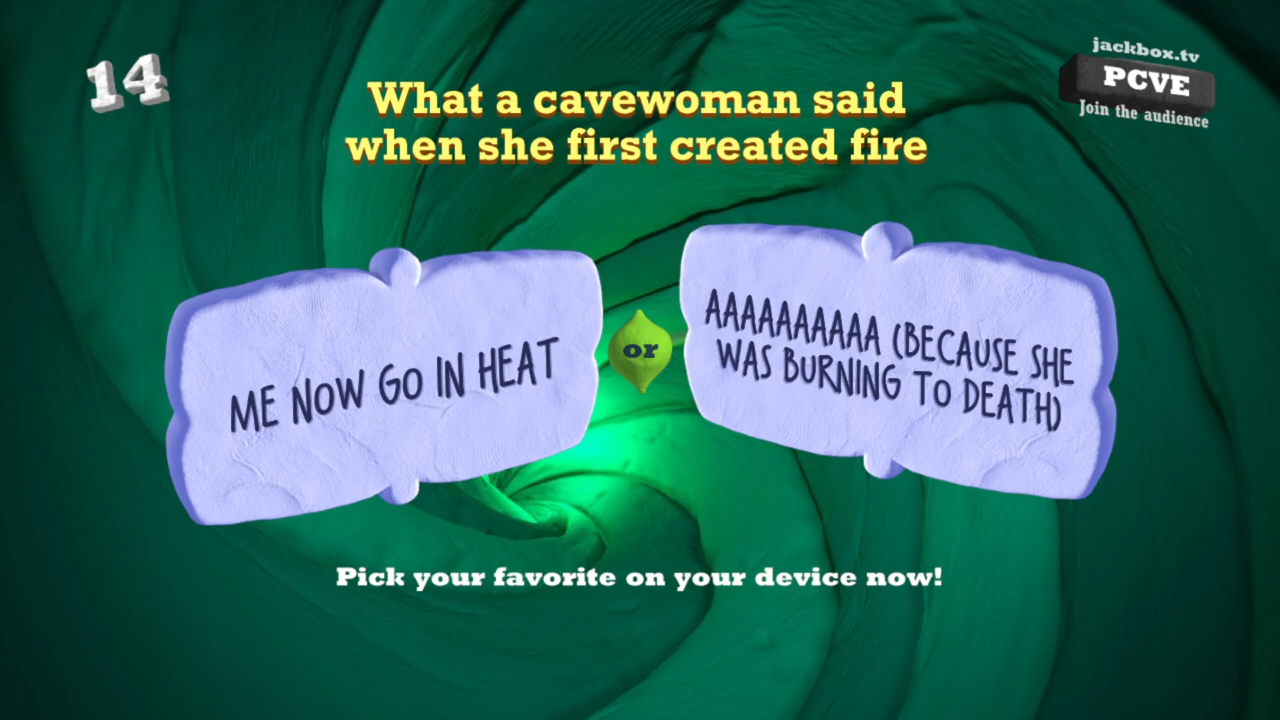 14
jackbox.tv
PCVE
Join the audience
What a cavewoman said
when she first created fire
ME NOW GO IN HEAT
or
AAAAAAAAAA (BECAUSE SHE
WAS BURNING TO DEATH)
Pick your favorite on your device now!